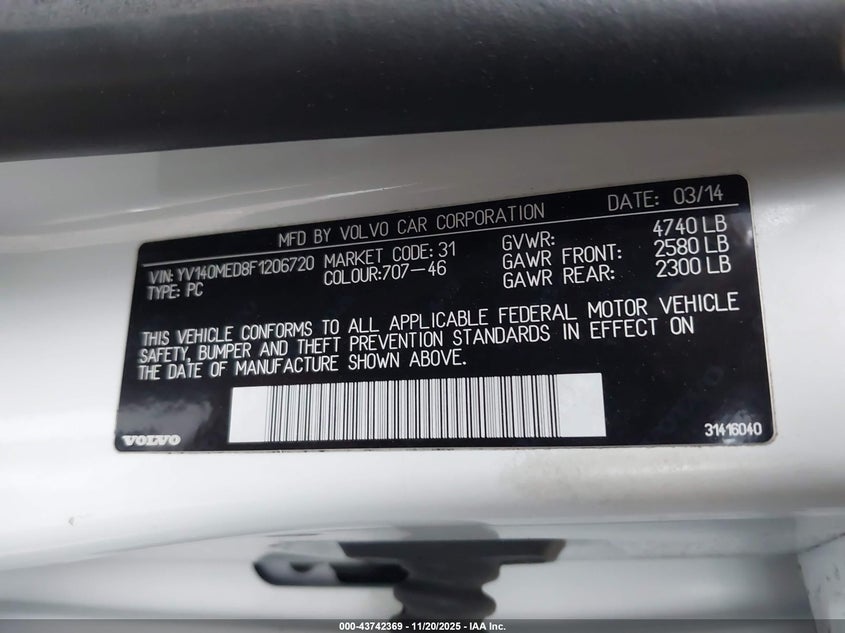 MFD BY VOLVO CAR CORPORATION DATE: 03/14
VIN: YV140MED8F1206720 MARKET CODE: 31 GVWR: 4740 LB
TYPE: PC COLOUR:707-46 GAWR FRONT: 2580 LB
GAWR REAR: 2300 LB
THIS VEHICLE CONFORMS TO ALL APPLICABLE FEDERAL MOTOR VEHICLE
SAFETY, BUMPER AND THEFT PREVENTION STANDARDS IN EFFECT ON
THE DATE OF MANUFACTURE SHOWN ABOVE.
VOLVO 31416040
000-43742369 - 11/20/2025 - IAA Inc.